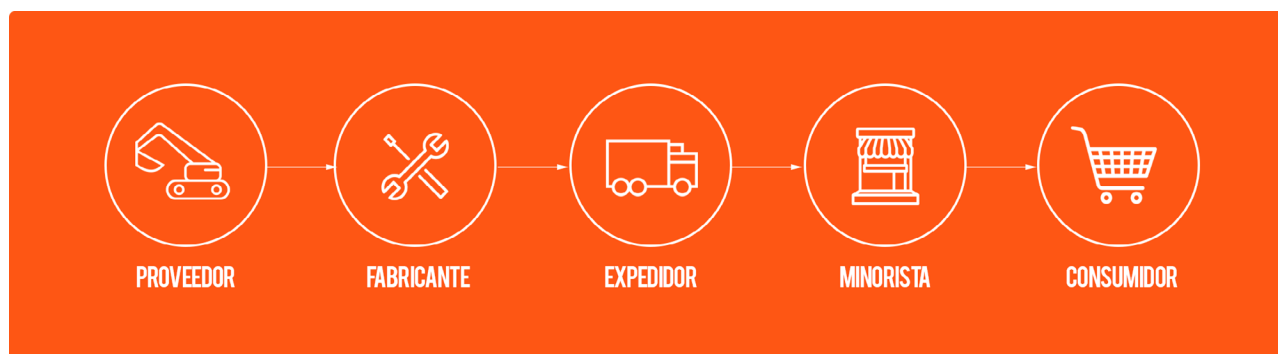 PROVEEDOR
FABRICANTE
EXPEDIDOR
MINORISTA
CONSUMIDOR